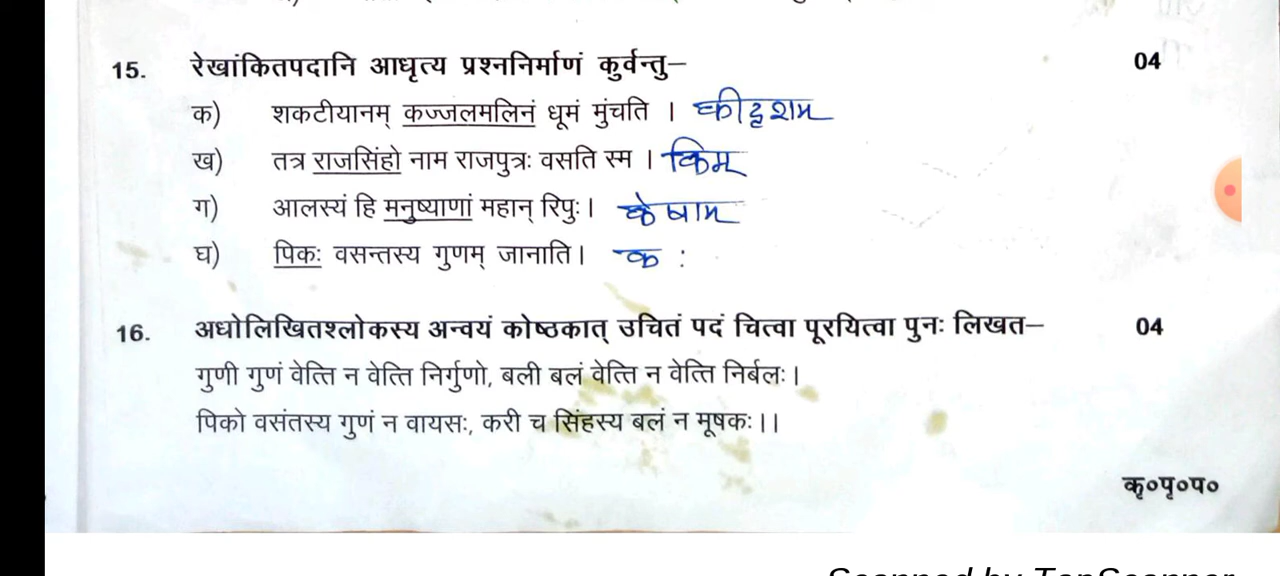 15. रेखांकितपदानि आधृत्य प्रश्ननिर्माणं कुर्वन्तु– 04
क) शकटीयानम् कज्जलमलिनं धूमं मुंचति । कीदृशम
ख) तत्र राजसिंहो नाम राजपुत्रः वसति स्म । किम
ग) आलस्यं हि मनुष्याणां महान् रिपुः। केषाम
घ) पिकः वसन्तस्य गुणम् जानाति। क :
16. अधोलिखितश्लोकस्य अन्वयं कोष्ठकात् उचितं पदं चित्वा पूरयित्वा पुनः लिखत– 04
गुणी गुणं वेत्ति न वेत्ति निर्गुणो, बली बलं वेत्ति न वेत्ति निर्बलः।
पिको वसंतस्य गुणं न वायसः, करी च सिंहस्य बलं न मूषकः।।
कृ०पृ०प०